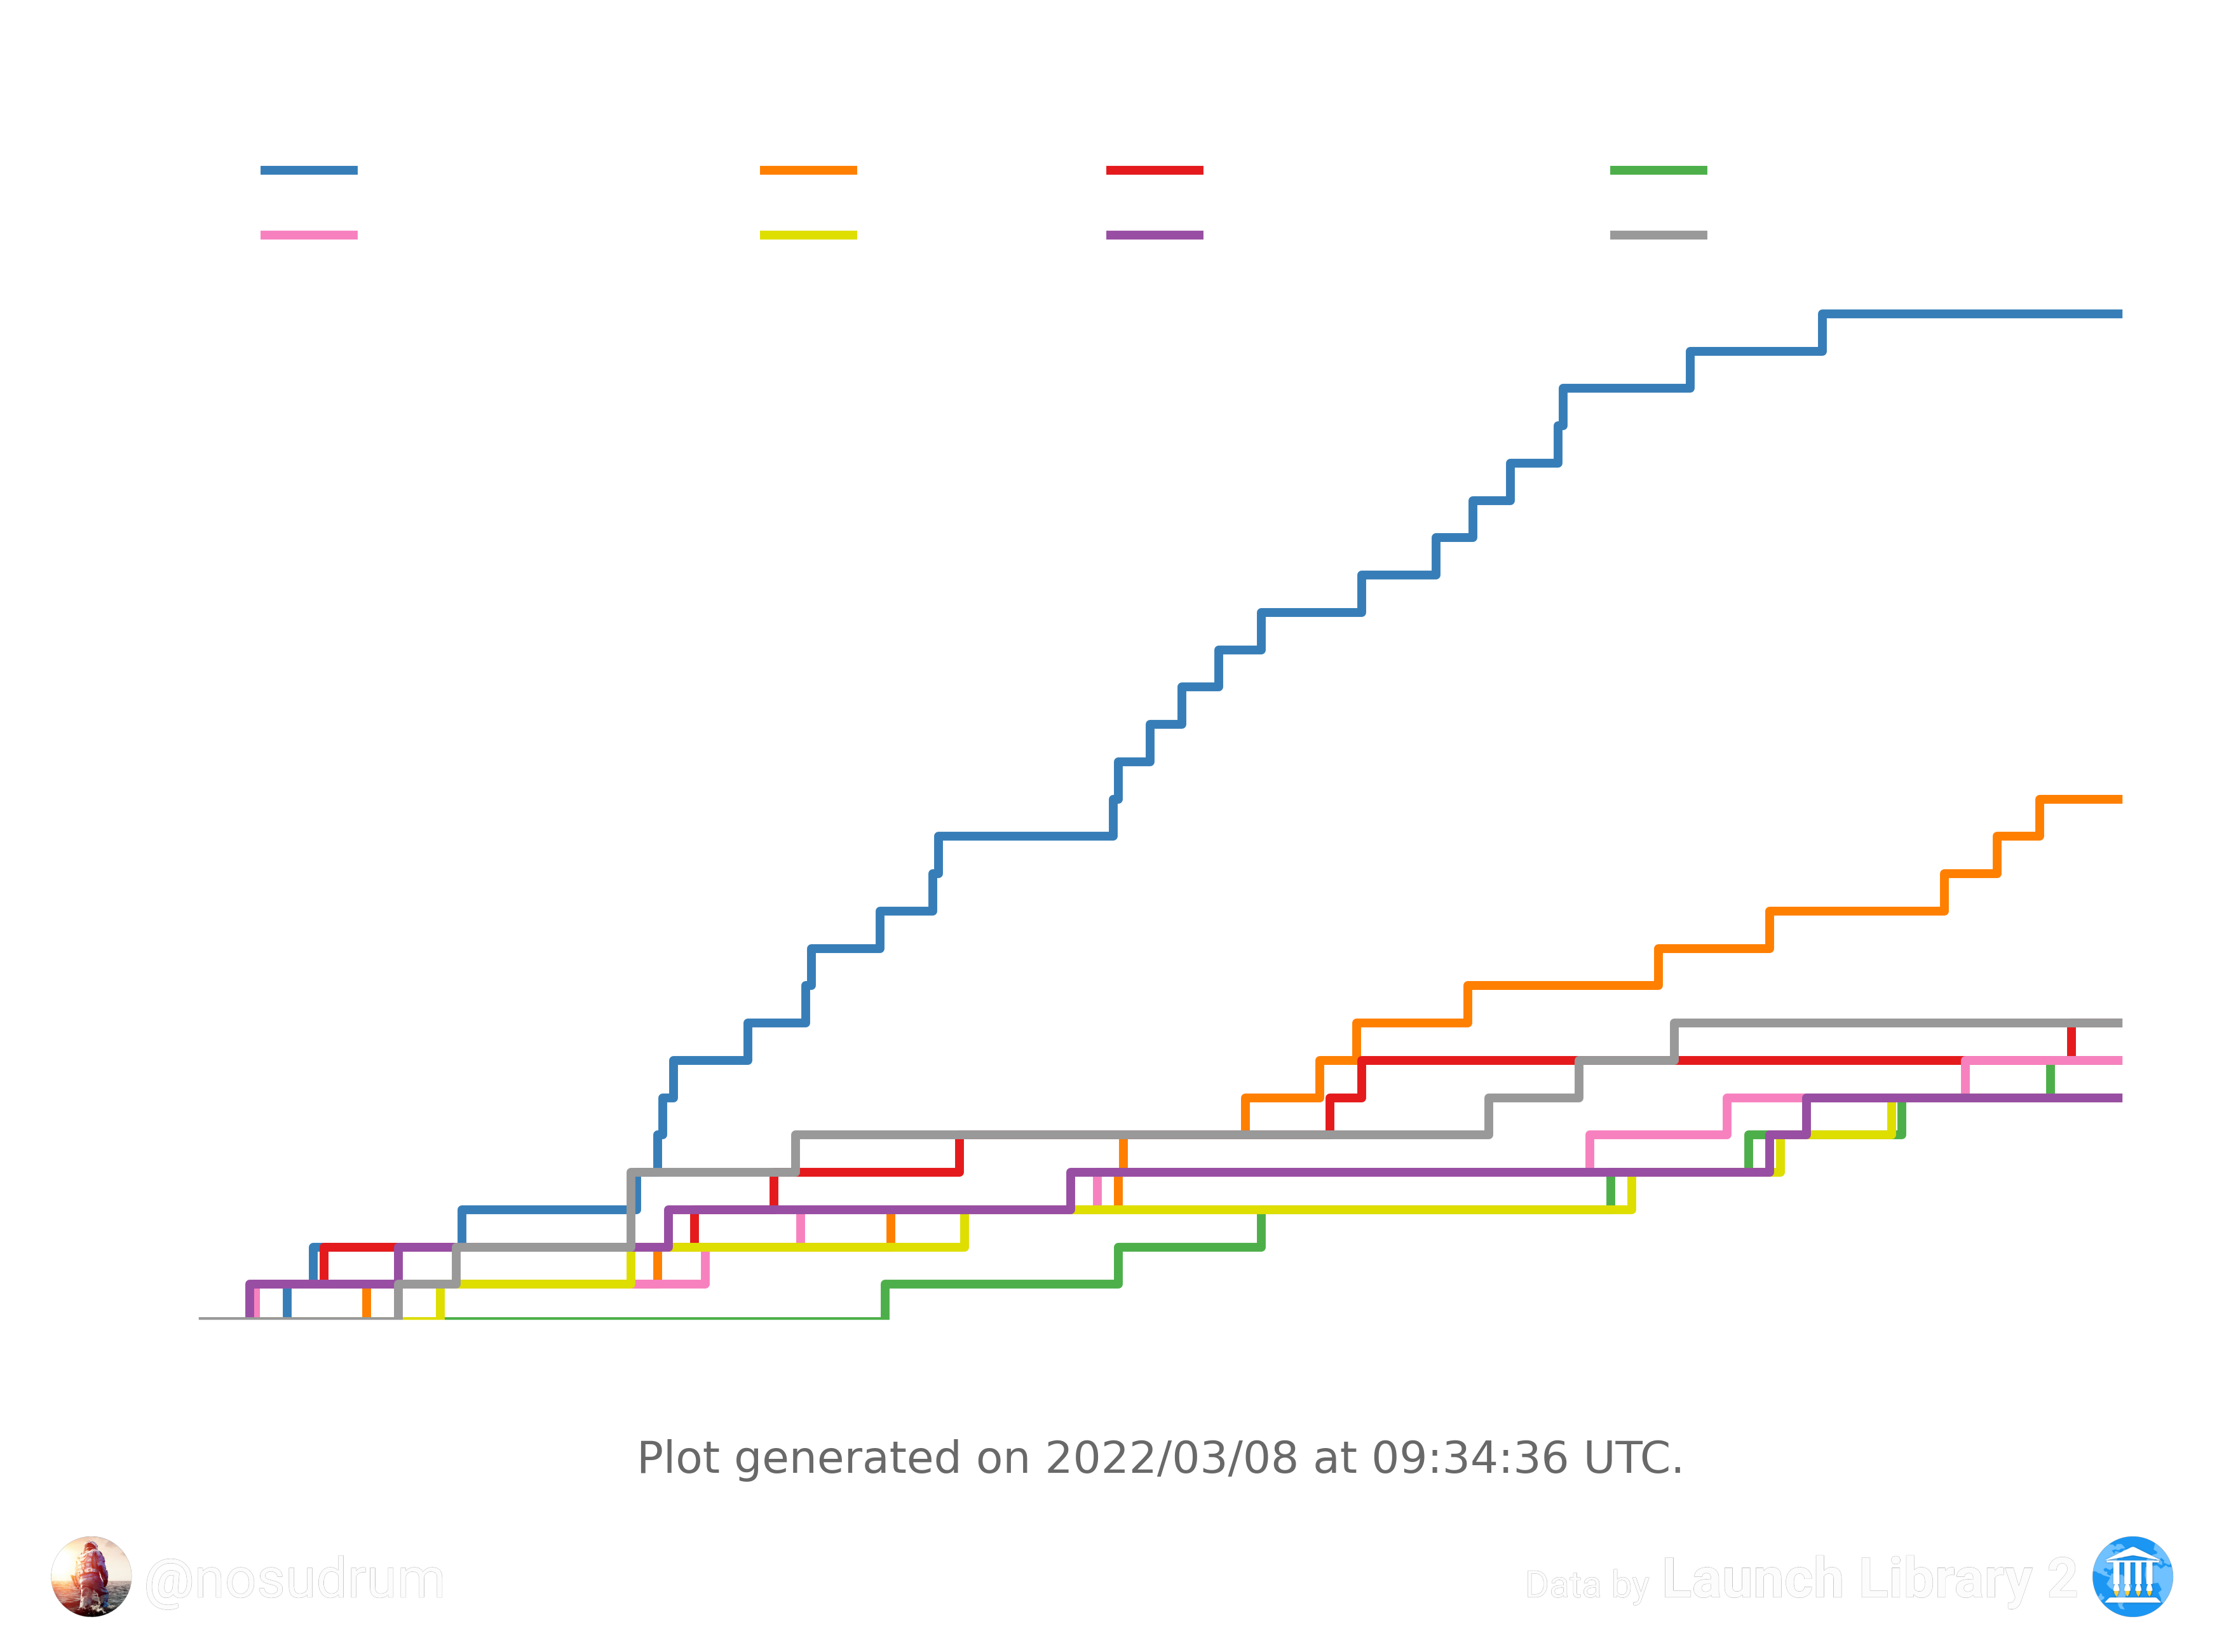 Plot generated on 2022/03/08 at 09:34:36 UTC.
@nosudrum
Data by Launch Library 2